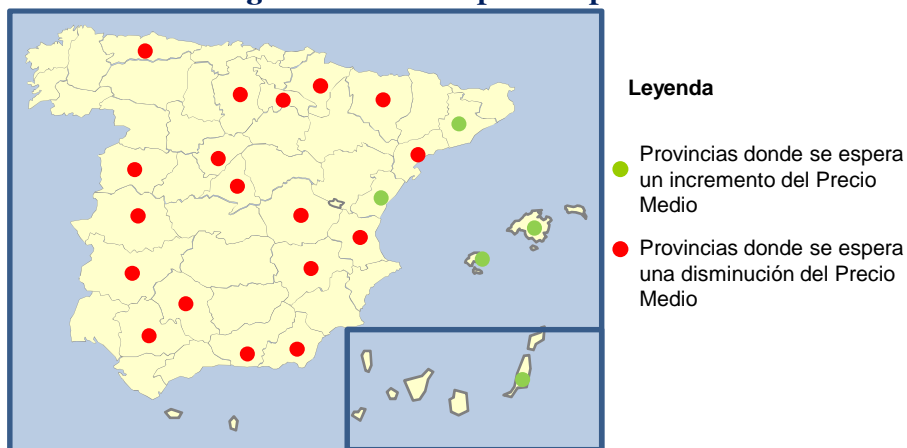 Leyenda
Provincias donde se espera
un incremento del Precio
Medio
Provincias donde se espera
una disminución del Precio
Medio